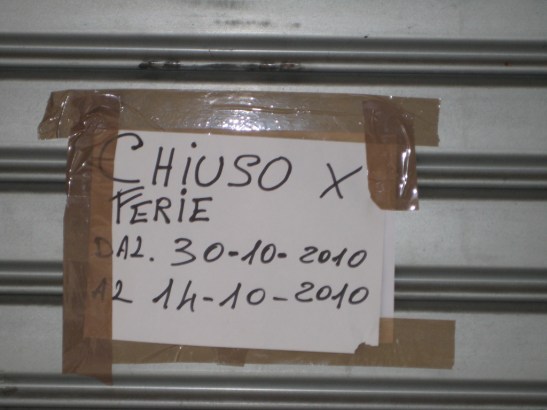 CHIUSO X
FERIE
DAL. 30-10-2010
AL 14-10-2010